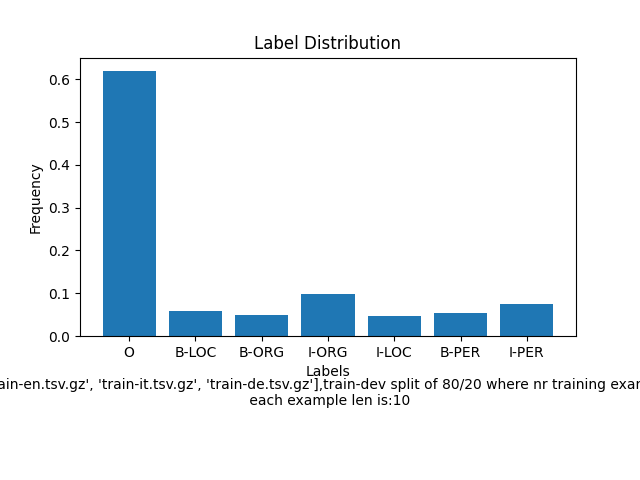 Label Distribution
Frequency
0.6
0.5
0.4
0.3
0.2
0.1
0.0
O B-LOC B-ORG I-ORG I-LOC B-PER I-PER
Labels
ain-en.tsv.gz', 'train-it.tsv.gz', 'train-de.tsv.gz'],train-dev split of 80/20 where nr training exar
each example len is:10